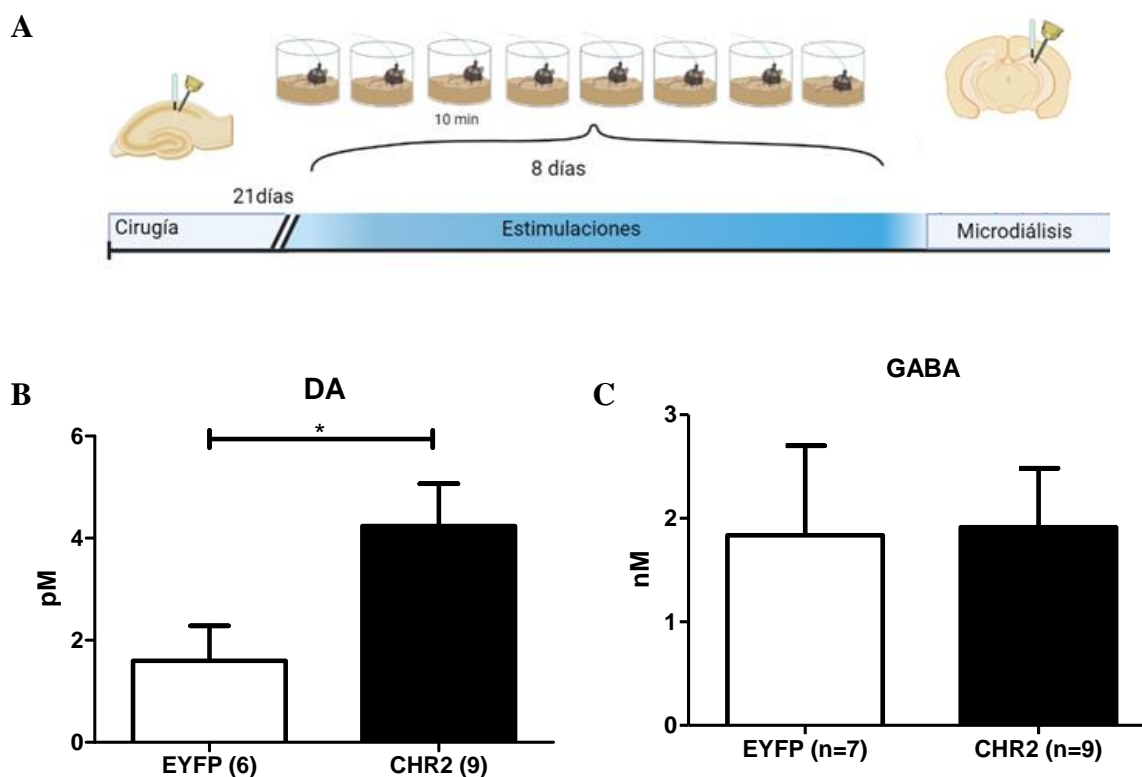 A
10 min
8 días
21días
Cirugía
Estimulaciones
Microdiálisis
B
DA
*
6
4
2
0
pM
EYFP (6)
CHR2 (9)
C
GABA
3
2
1
0
nM
EYFP (n=7)
CHR2 (n=9)